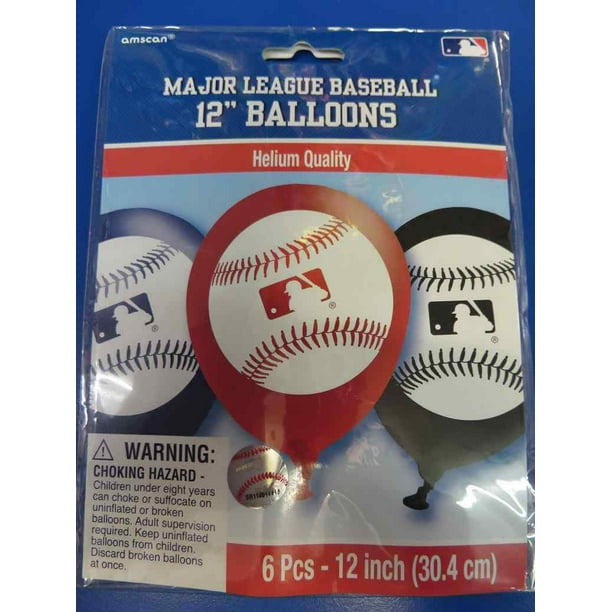 amscan®
MAJOR LEAGUE BASEBALL
12" BALLOONS
Helium Quality
®
®
®
⚠ WARNING:
CHOKING HAZARD -
Children under eight years
can choke or suffocate on
uninflated or broken
balloons. Adult supervision
required. Keep uninflated
balloons from children.
Discard broken balloons
at once.
6 Pcs - 12 inch (30.4 cm)